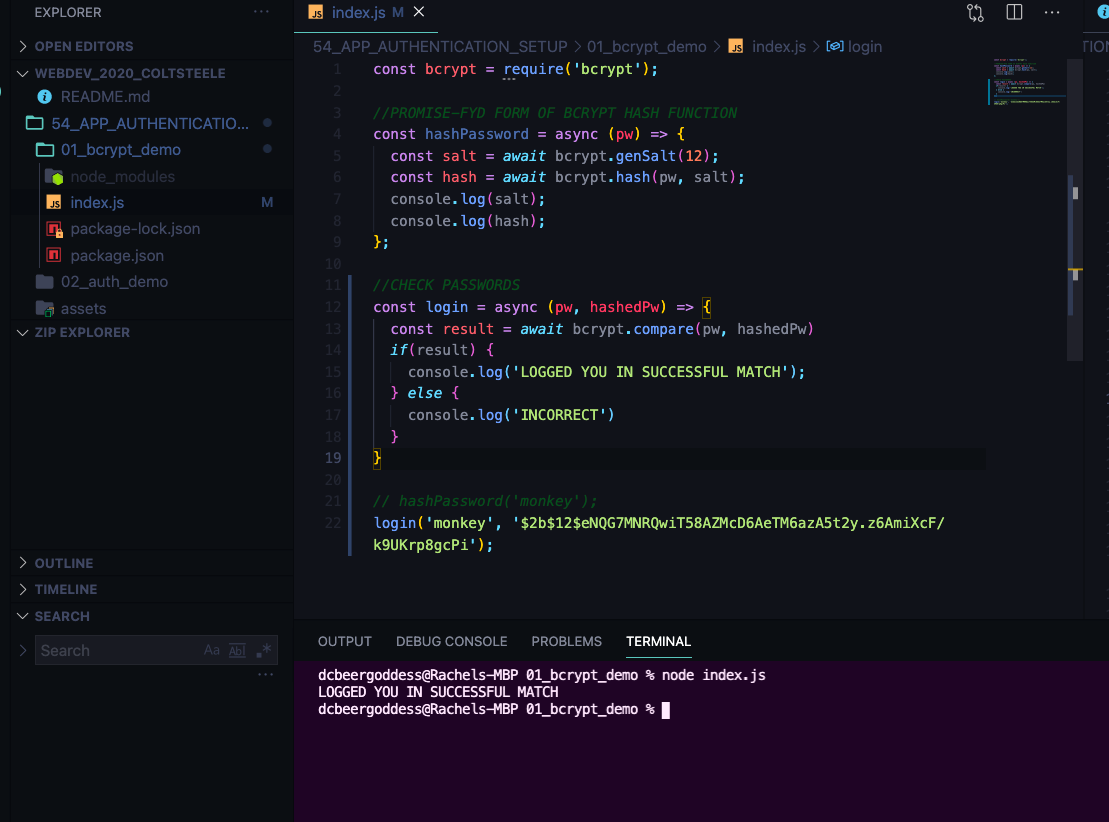 EXPLORER
OPEN EDITORS
WEBDEV_2020_COLTSTEELE
README.md
54_APP_AUTHENTICATIO...
01_bcrypt_demo
node_modules
index.js M
package-lock.json
package.json
02_auth_demo
assets
ZIP EXPLORER
OUTLINE
TIMELINE
SEARCH
Search Aa Ab| .*
JS index.js M
54_APP_AUTHENTICATION_SETUP > 01_bcrypt_demo > JS index.js > login
1 const bcrypt = require('bcrypt');
2
3 //PROMISE-FYD FORM OF BCRYPT HASH FUNCTION
4 const hashPassword = async (pw) => {
5 const salt = await bcrypt.genSalt(12);
6 const hash = await bcrypt.hash(pw, salt);
7 console.log(salt);
8 console.log(hash);
9 };
10
11 //CHECK PASSWORDS
12 const login = async (pw, hashedPw) => {
13 const result = await bcrypt.compare(pw, hashedPw)
14 if(result) {
15 console.log('LOGGED YOU IN SUCCESSFUL MATCH');
16 } else {
17 console.log('INCORRECT')
18 }
19 }
20
21 // hashPassword('monkey');
22 login('monkey', '$2b$12$eNQG7MNRQwiT58AZMcD6AeTM6azA5t2y.z6AmiXcF/
k9UKrp8gcPi');
OUTPUT DEBUG CONSOLE PROBLEMS TERMINAL
dcbeergoddess@Rachels-MBP 01_bcrypt_demo % node index.js
LOGGED YOU IN SUCCESSFUL MATCH
dcbeergoddess@Rachels-MBP 01_bcrypt_demo %